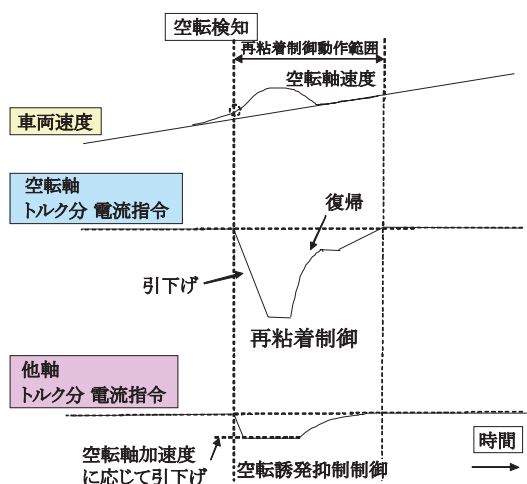 空転検知
再粘着制御動作範囲
空転軸速度
車両速度
空転軸
トルク分 電流指令
復帰
引下げ
再粘着制御
他軸
トルク分 電流指令
時間
空転軸加速度
に応じて引下げ
空転誘発抑制制御